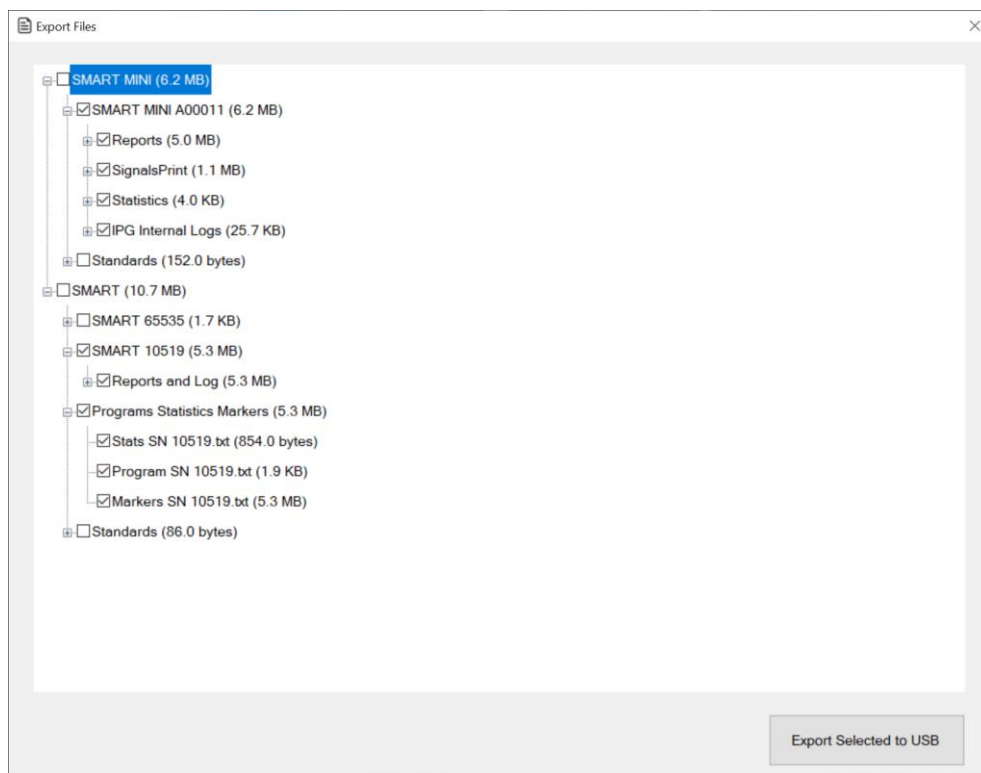 Export Files
SMART MINI (6.2 MB)
SMART MINI A00011 (6.2 MB)
Reports (5.0 MB)
SignalsPrint (1.1 MB)
Statistics (4.0 KB)
IPG Internal Logs (25.7 KB)
Standards (152.0 bytes)
SMART (10.7 MB)
SMART 65535 (1.7 KB)
SMART 10519 (5.3 MB)
Reports and Log (5.3 MB)
Programs Statistics Markers (5.3 MB)
Stats SN 10519.txt (854.0 bytes)
Program SN 10519.txt (1.9 KB)
Markers SN 10519.txt (5.3 MB)
Standards (86.0 bytes)
Export Selected to USB